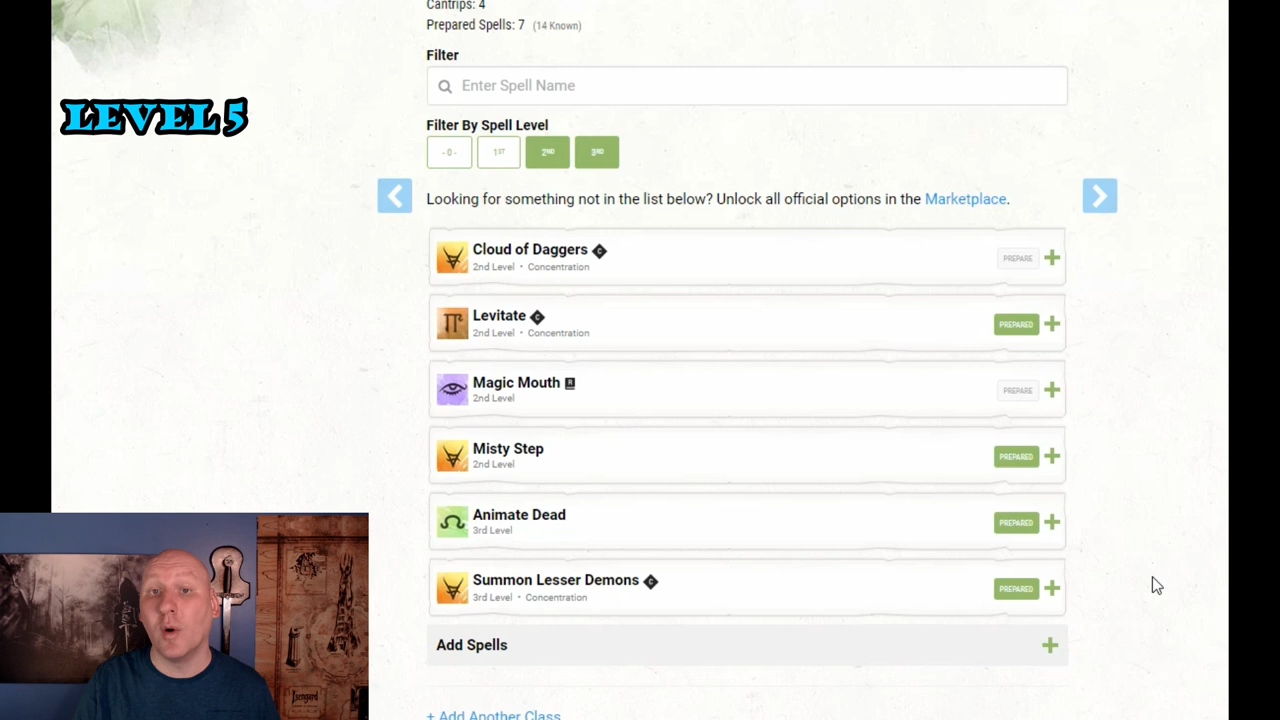 Cantrips: 4
Prepared Spells: 7 (14 Known)
Filter
Enter Spell Name
LEVEL 5
Filter By Spell Level
- 0 -
1ST
2ND
3RD
Looking for something not in the list below? Unlock all official options in the Marketplace.
Cloud of Daggers C
2nd Level • Concentration
PREPARE
Levitate C
2nd Level • Concentration
PREPARED
Magic Mouth R
2nd Level
PREPARE
Misty Step
2nd Level
PREPARED
Animate Dead
3rd Level
PREPARED
Summon Lesser Demons C
3rd Level • Concentration
PREPARED
Add Spells
+ Add Another Class
Isengard